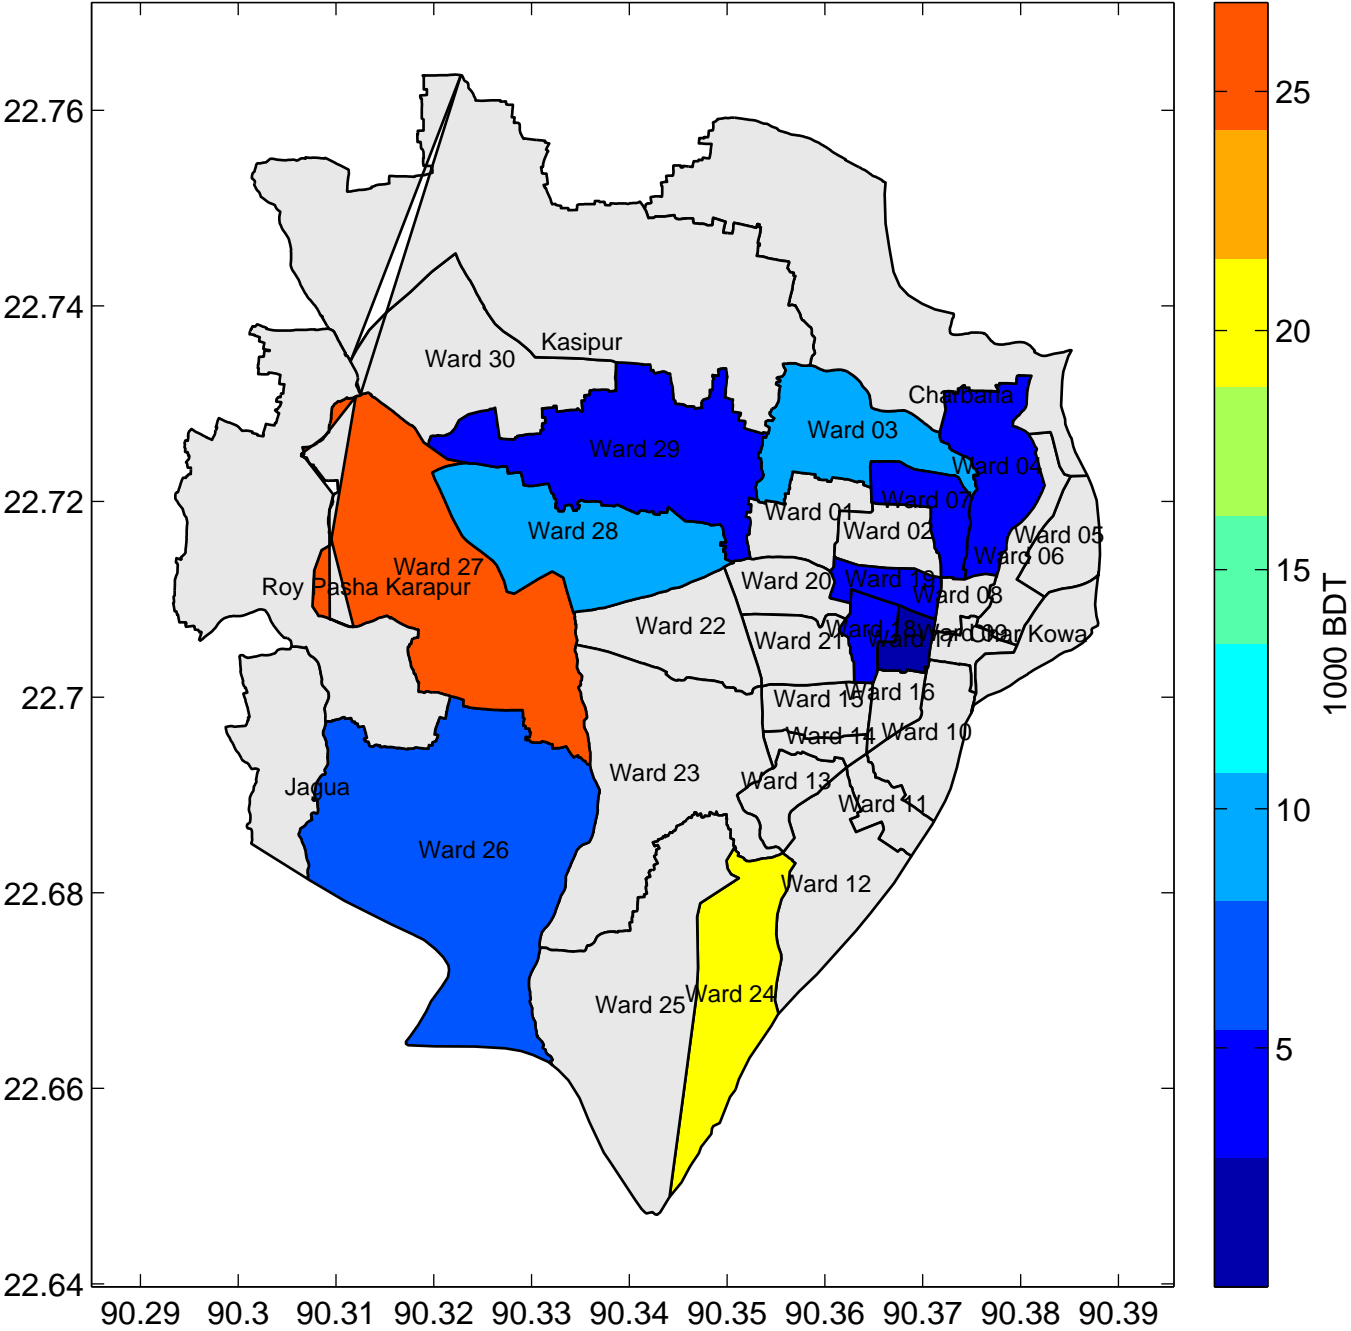 22.76
22.74
22.72
22.7
22.68
22.66
22.64
90.29 90.3 90.31 90.32 90.33 90.34 90.35 90.36 90.37 90.38 90.39
Kasipur
Ward 30
Charbaria
Ward 03
Ward 29
Ward 04
Ward 07
Ward 01
Ward 28
Ward 02
Ward 05
Ward 06
Ward 27
Ward 20
Ward 19
Roy Pasha Karapur
Ward 08
Ward 22
Ward 18
Ward 09
Char Kowa
Ward 21
Ward 17
Ward 16
Ward 15
Ward 10
Ward 14
Ward 23
Ward 13
Jagua
Ward 11
Ward 26
Ward 12
Ward 24
Ward 25
25
20
15
10
5
1000 BDT